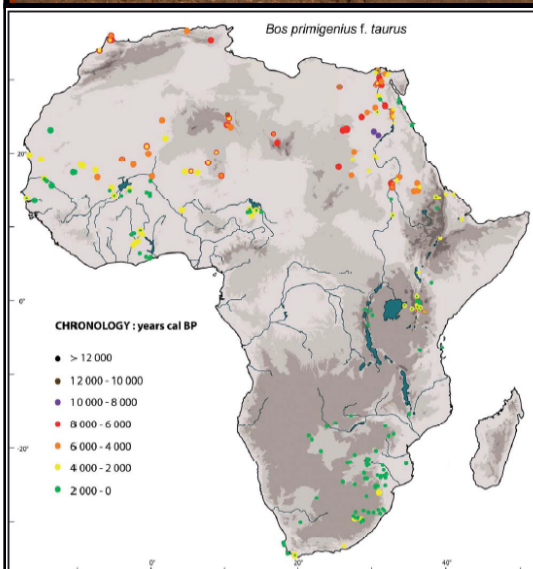 Bos primigenius f. taurus
20°
0°
CHRONOLOGY : years cal BP
> 12 000
12 000 - 10 000
10 000 - 8 000
8 000 - 6 000
6 000 - 4 000
4 000 - 2 000
2 000 - 0
-20°
0°
20°
40°